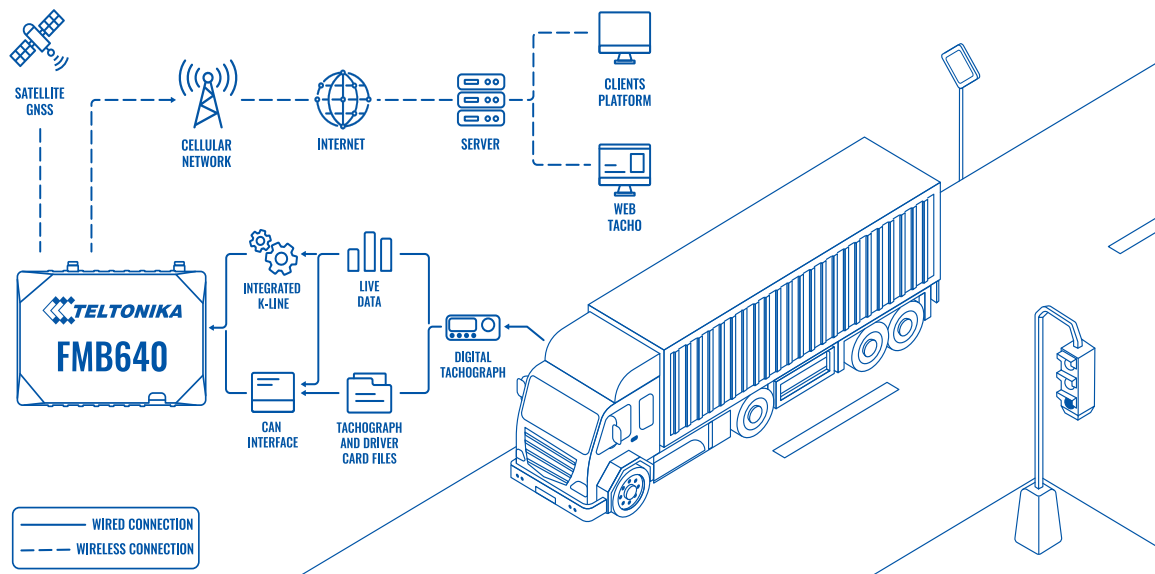 SATELLITE
GNSS
CELLULAR
NETWORK
INTERNET
SERVER
CLIENTS
PLATFORM
WEB
TACHO
TELTONIKA
FMB640
INTEGRATED
K-LINE
LIVE
DATA
DIGITAL
TACHOGRAPH
CAN
INTERFACE
TACHOGRAPH
AND DRIVER
CARD FILES
WIRED CONNECTION
WIRELESS CONNECTION